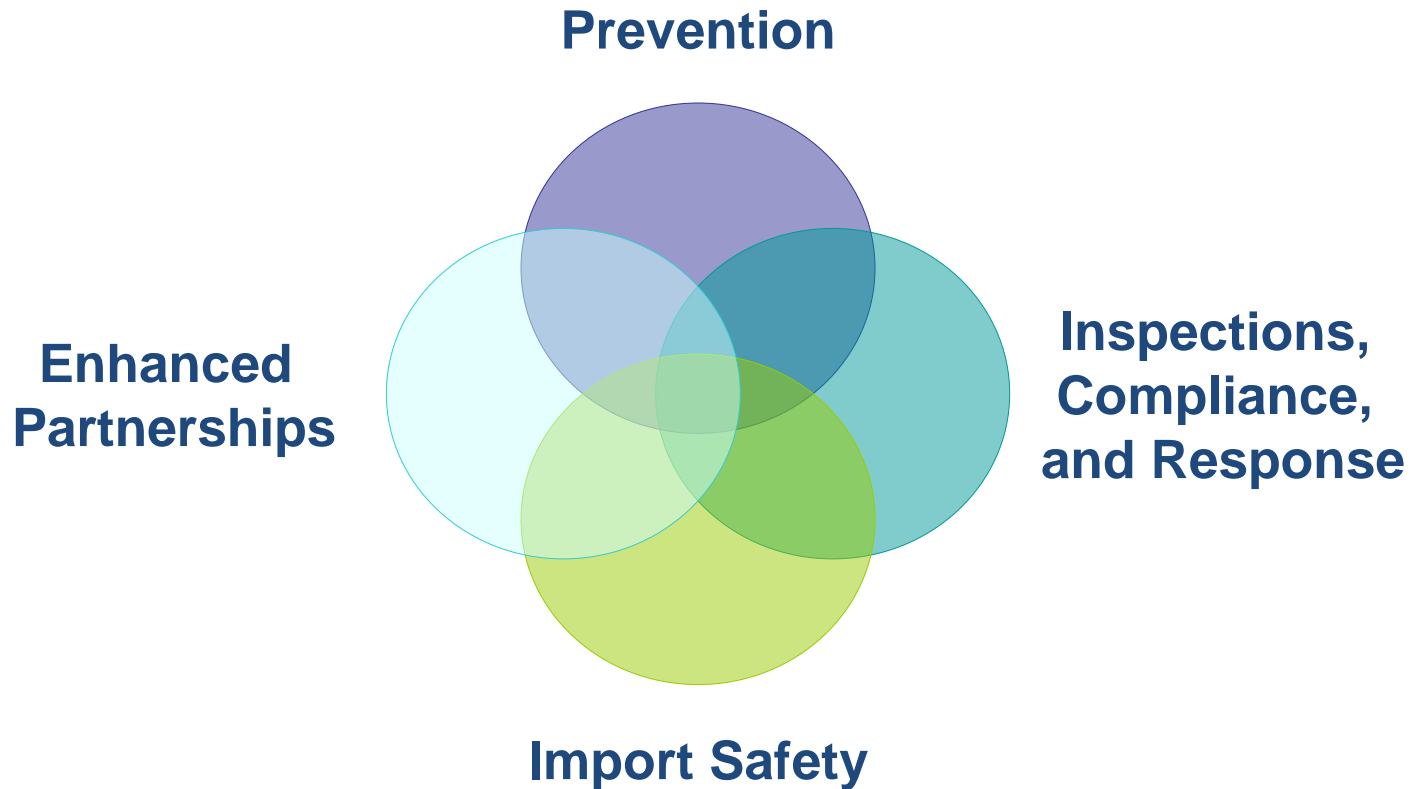 Prevention
Enhanced
Partnerships
Inspections,
Compliance,
and Response
Import Safety